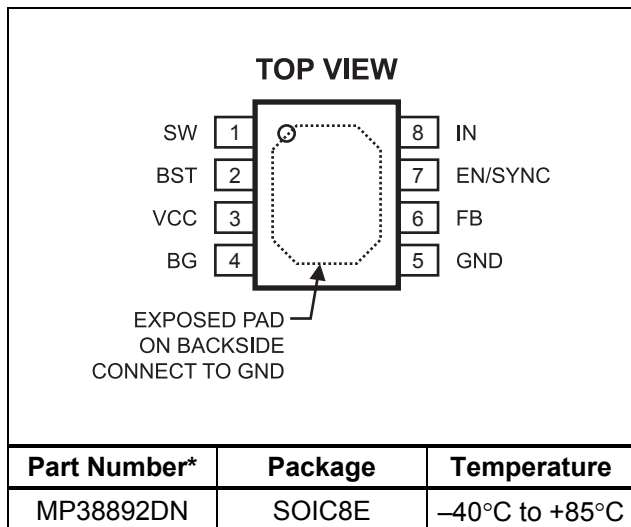 TOP VIEW
SW 1 8 IN
BST 2 7 EN/SYNC
VCC 3 6 FB
BG 4 5 GND
EXPOSED PAD
ON BACKSIDE
CONNECT TO GND
Part Number* Package Temperature
MP38892DN SOIC8E –40°C to +85°C